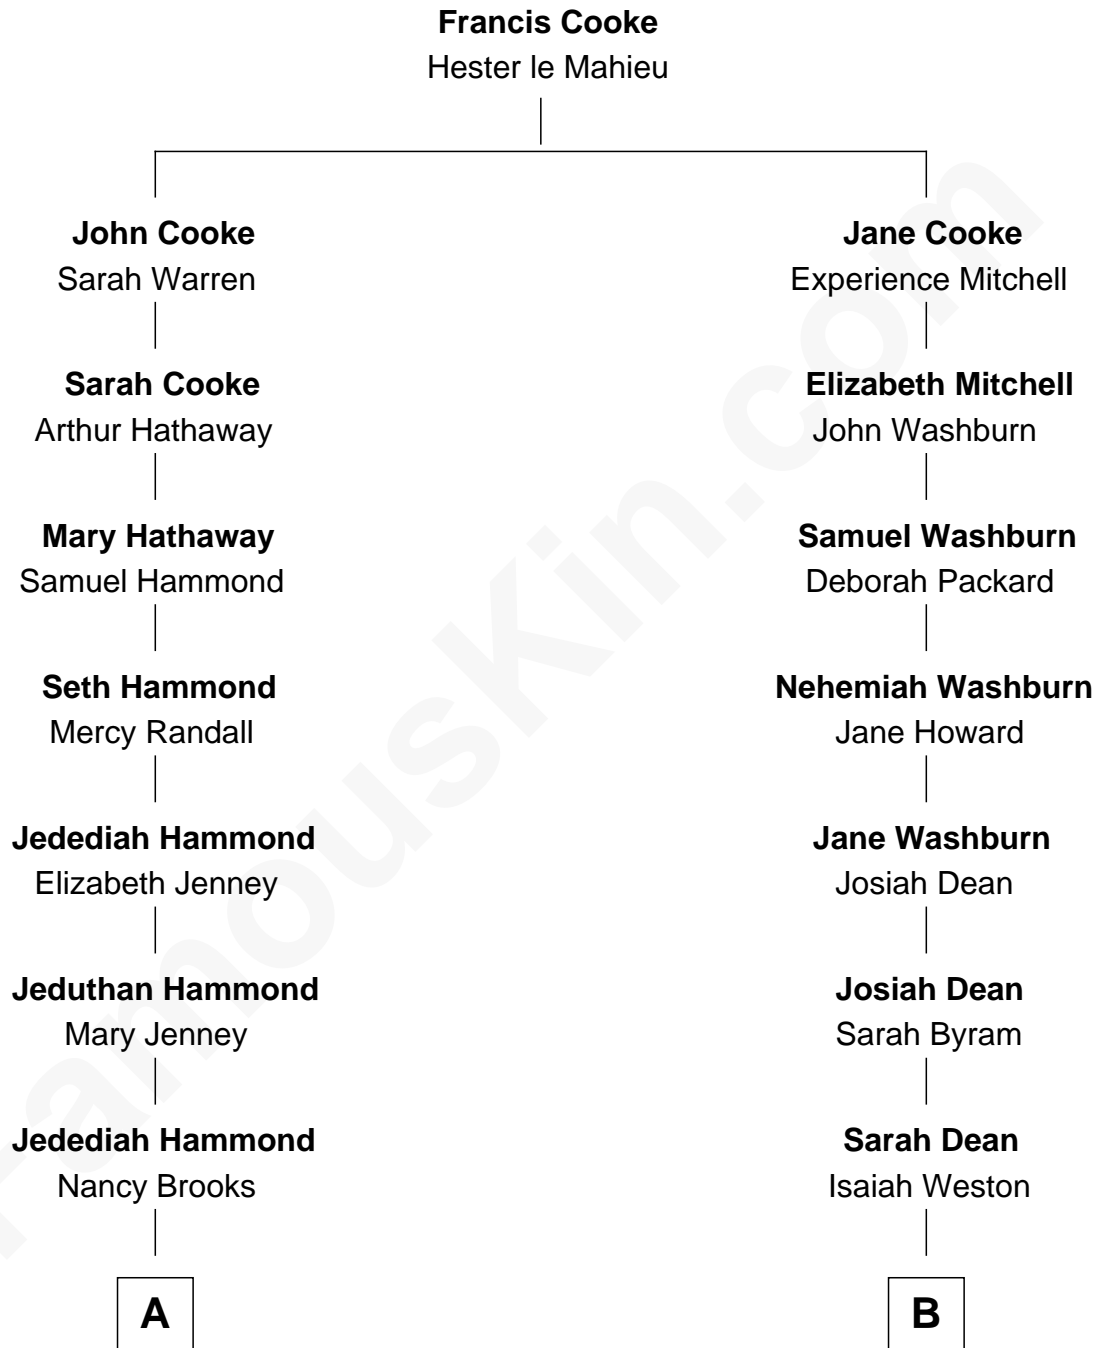 Francis Cooke
Hester le Mahieu
John Cooke
Sarah Warren
Jane Cooke
Experience Mitchell
Sarah Cooke
Arthur Hathaway
Elizabeth Mitchell
John Washburn
Mary Hathaway
Samuel Hammond
Samuel Washburn
Deborah Packard
Seth Hammond
Mercy Randall
Nehemiah Washburn
Jane Howard
Jedediah Hammond
Elizabeth Jenney
Jane Washburn
Josiah Dean
Jeduthan Hammond
Mary Jenney
Josiah Dean
Sarah Byram
Jedediah Hammond
Nancy Brooks
Sarah Dean
Isaiah Weston
A
B
FamousKin.com